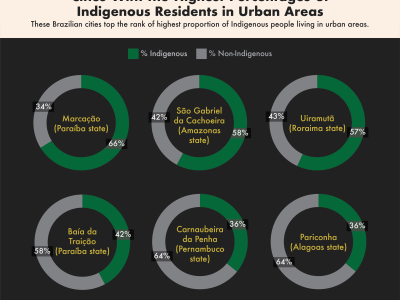 Indigenous Residents in Urban Areas
These Brazilian cities top the rank of highest proportion of Indigenous people living in urban areas.
% Indigenous % Non-Indigenous
34%
Marcação
(Paraíba state)
66%
42%
São Gabriel
da Cachoeira
(Amazonas
state)
58%
43%
Uiramutã
(Roraima state)
57%
Baía da
Traição
(Paraíba state)
42%
58%
Carnaubeira
da Penha
(Pernambuco
state)
36%
64%
Pariconha
(Alagoas state)
36%
64%